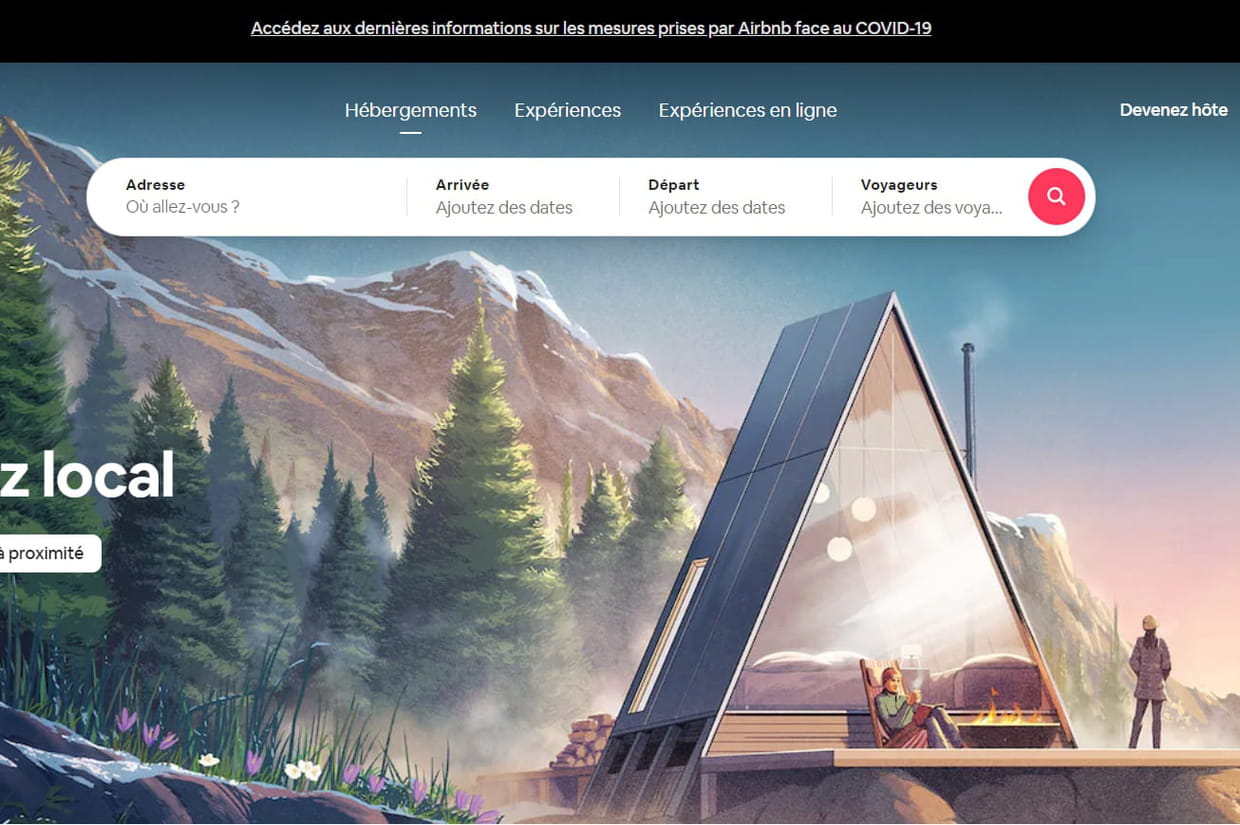 Accédez aux dernières informations sur les mesures prises par Airbnb face au COVID-19
Hébergements Expériences Expériences en ligne Devenez hôte
Adresse Arrivée Départ Voyageurs
Où allez-vous ? Ajoutez des dates Ajoutez des dates Ajoutez des voya...
z local
à proximité